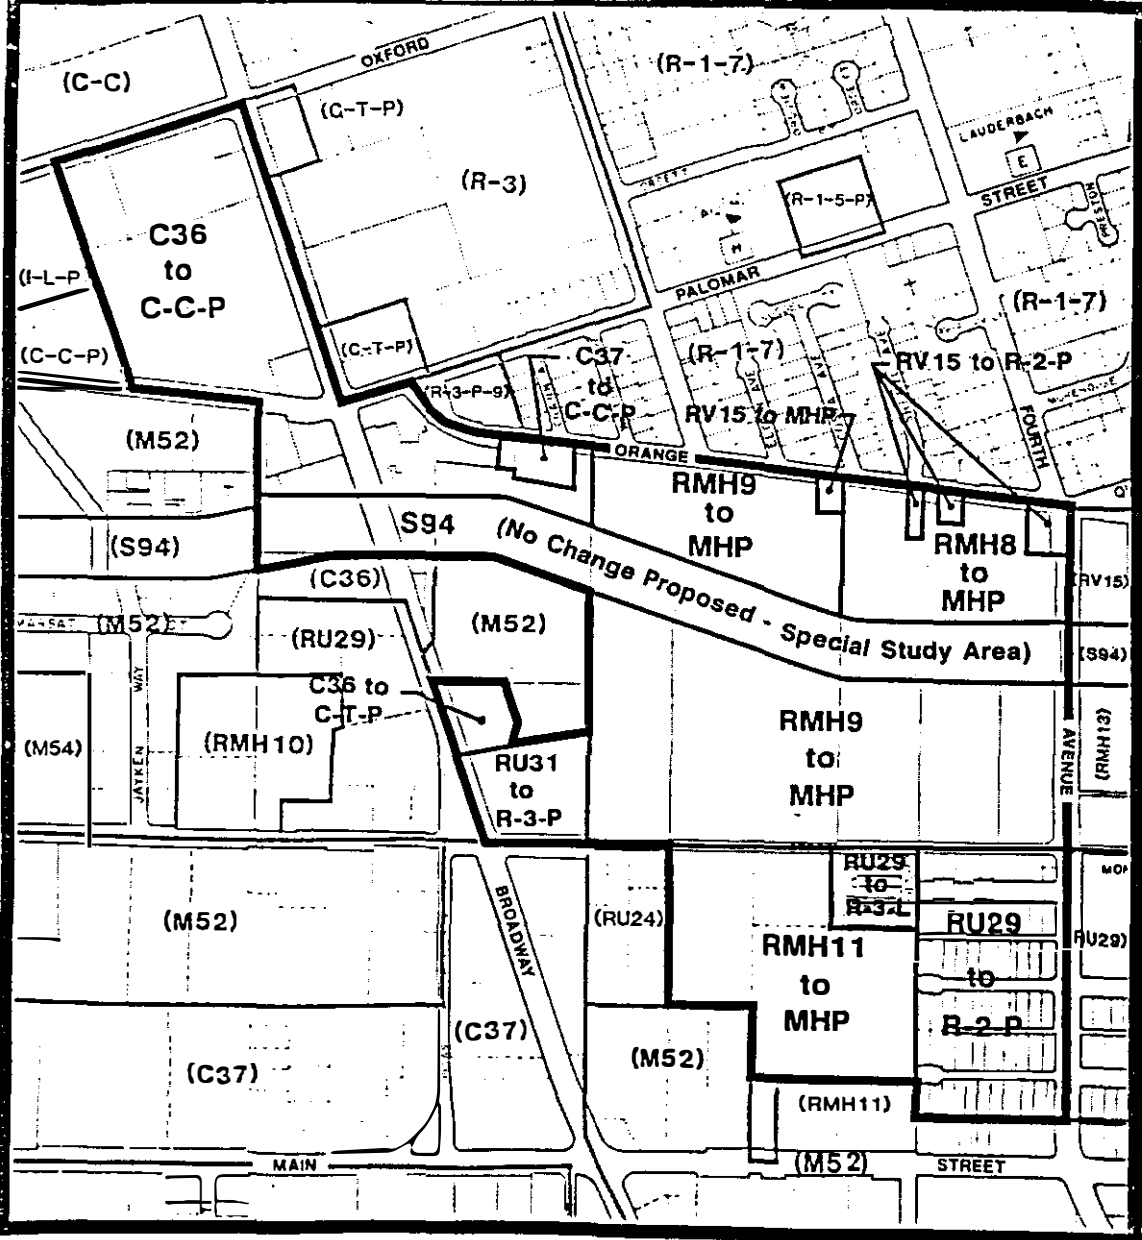 OXFORD
(C-C)
(C-T-P)
(R-1-7)
LAUDERBACH
E
(R-3)
(R-1-5-P)
STREET
PRESTON
C36
to
C-C-P
(I-L-P
H
PALOMAR
(R-1-7)
(C-C-P)
(C-T-P)
C37
to
C-C-P
(R-1-7)
RV15 to R-2-P
(R-3-P-9)
RV15 to MHP
FOURTH
(M52)
ORANGE
RMH9
to
MHP
S94
(No Change Proposed - Special Study Area)
(S94)
RMH8
to
MHP
(C36)
(RV15)
(M52)
(RU29)
(M52)
(S94)
WAY
C36 to
C-T-P
(M54)
(RMH10)
RMH9
to
MHP
(RMH13)
AVENUE
JAYKEN
RU31
to
R-3-P
RU29
to
R-3-L
(M52)
BROADWAY
(RU24)
RU29
to
R-2-P
RU29)
RMH11
to
MHP
(C37)
(C37)
(M52)
(RMH11)
MAIN
(M52)
STREET